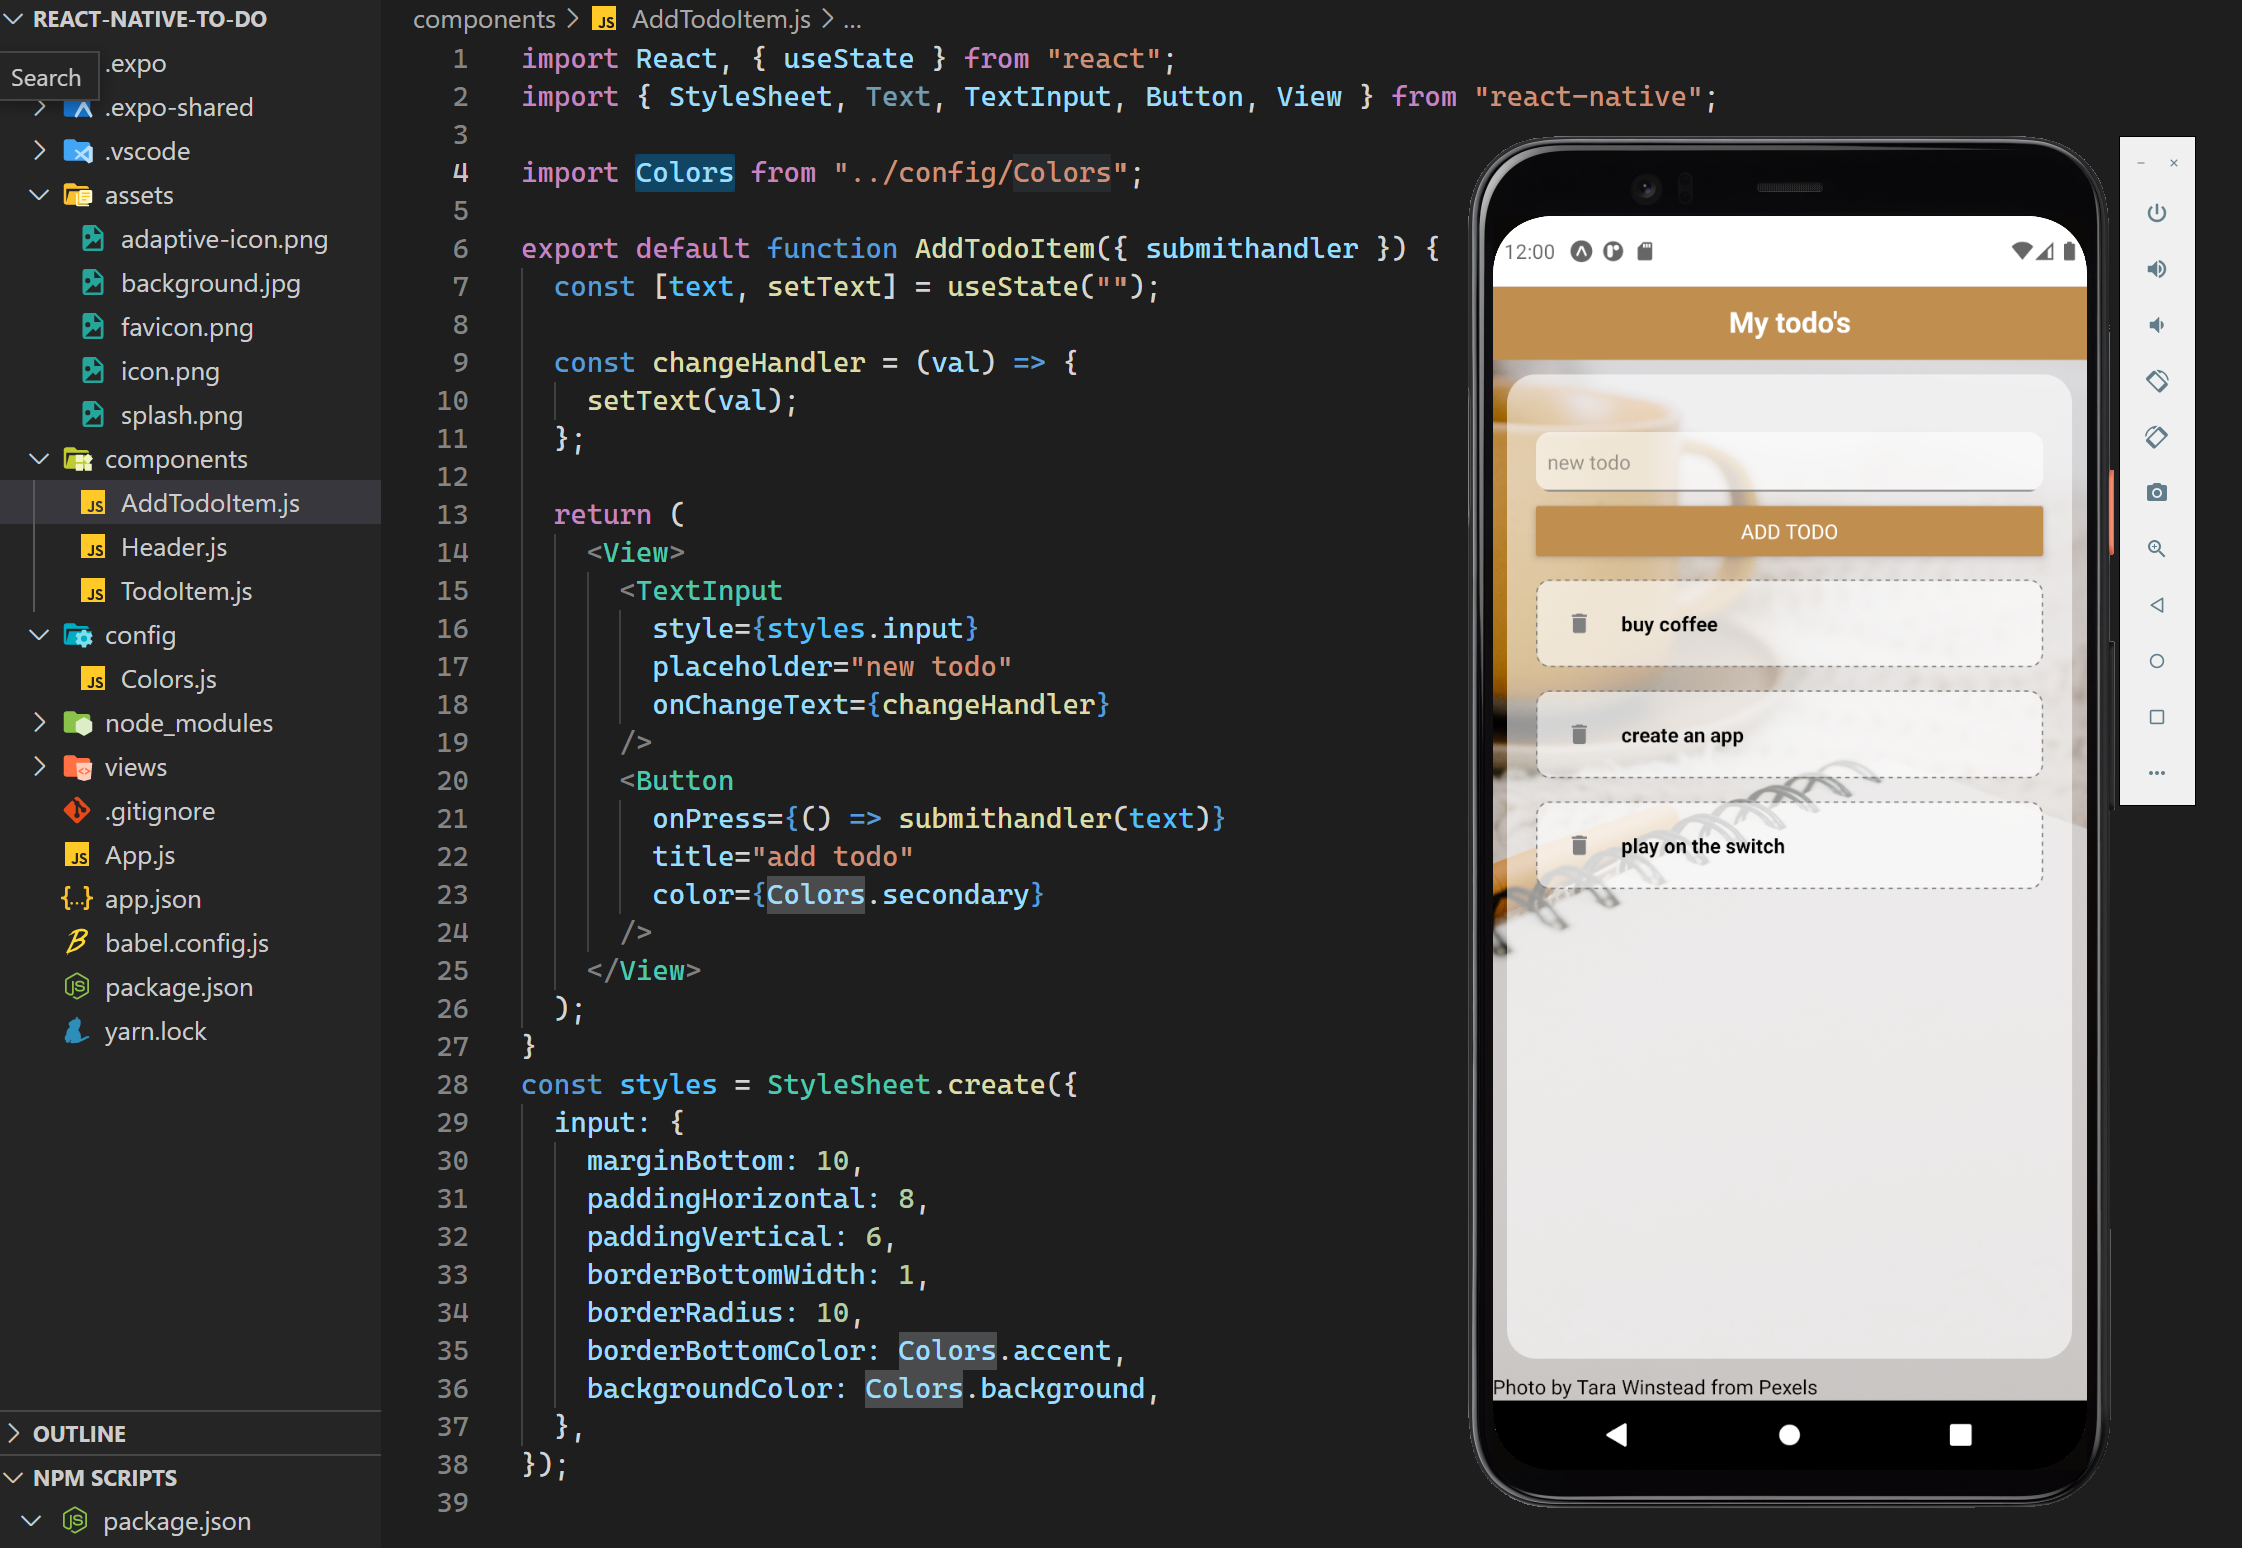 REACT-NATIVE-TO-DO
.expo
Search
.expo-shared
.vscode
assets
adaptive-icon.png
background.jpg
favicon.png
icon.png
splash.png
components
JS AddTodoItem.js
JS Header.js
JS TodoItem.js
config
JS Colors.js
node_modules
views
.gitignore
JS App.js
{...} app.json
babel.config.js
package.json
yarn.lock
OUTLINE
NPM SCRIPTS
package.json
components > JS AddTodoItem.js > ...
1 import React, { useState } from "react";
2 import { StyleSheet, Text, TextInput, Button, View } from "react-native";
3
4 import Colors from "../config/Colors";
5
6 export default function AddTodoItem({ submithandler }) {
7 const [text, setText] = useState("");
8
9 const changeHandler = (val) => {
10 setText(val);
11 };
12
13 return (
14 <View>
15 <TextInput
16 style={styles.input}
17 placeholder="new todo"
18 onChangeText={changeHandler}
19 />
20 <Button
21 onPress={() => submithandler(text)}
22 title="add todo"
23 color={Colors.secondary}
24 />
25 </View>
26 );
27 }
28 const styles = StyleSheet.create({
29 input: {
30 marginBottom: 10,
31 paddingHorizontal: 8,
32 paddingVertical: 6,
33 borderBottomWidth: 1,
34 borderRadius: 10,
35 borderBottomColor: Colors.accent,
36 backgroundColor: Colors.background,
37 },
38 });
39
12:00
My todo's
new todo
ADD TODO
buy coffee
create an app
play on the switch
Photo by Tara Winstead from Pexels